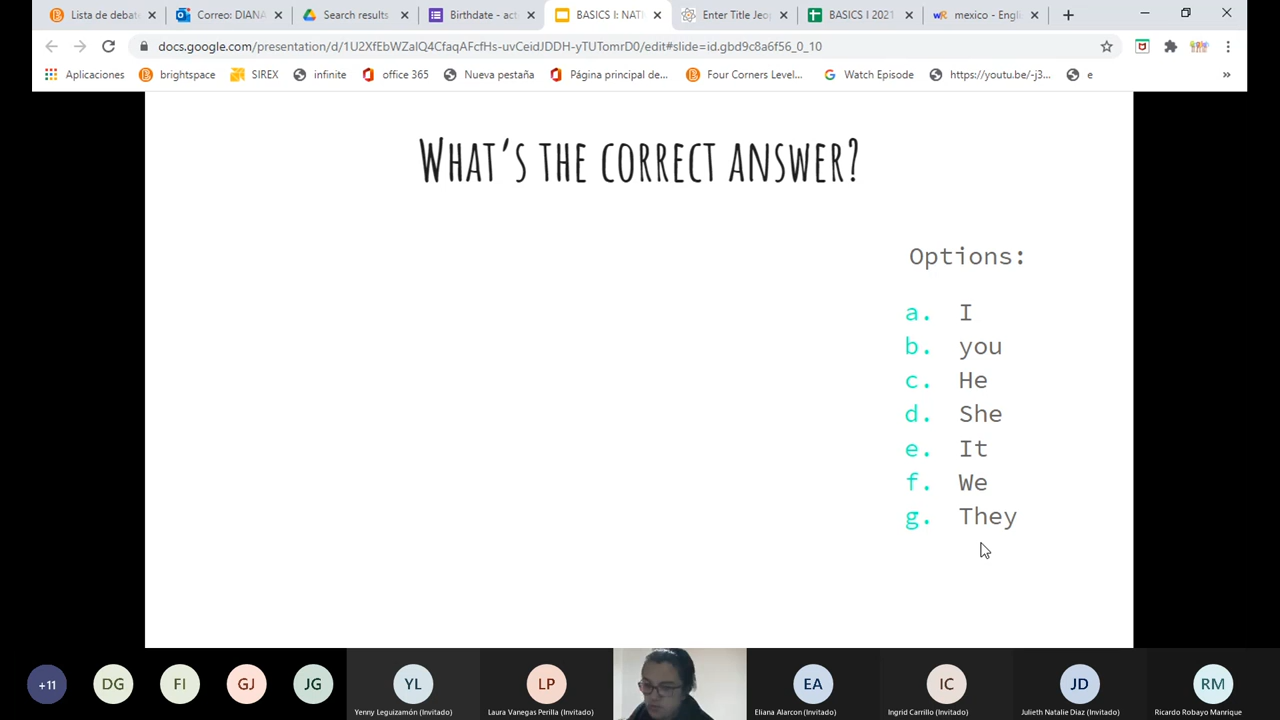 Lista de debat
Correo: DIANA
Search results
Birthdate - act
BASICS I: NATI
Enter Title Jeo
BASICS I 2021
wR mexico - Engli
docs.google.com/presentation/d/1U2XfEbWZaIQ4CfaqAFcfHs-uvCeidJDDH-yTUTomrD0/edit#slide=id.gbd9c8a6f56_0_10
Aplicaciones
brightspace
SIREX
infinite
office 365
Nueva pestaña
Página principal de...
Four Corners Level...
Watch Episode
https://youtu.be/-j3...
e
»
What's the correct answer?
Options:
a. I
b. you
c. He
d. She
e. It
f. We
g. They
+11
DG
FI
GJ
JG
YL
LP
EA
IC
JD
RM
Yenny Leguizamón (Invitado)
Laura Vanegas Perilla (Invitado)
Eliana Alarcon (Invitado)
Ingrid Carrillo (Invitado)
Julieth Natalie Diaz (Invitado)
Ricardo Robayo Manrique